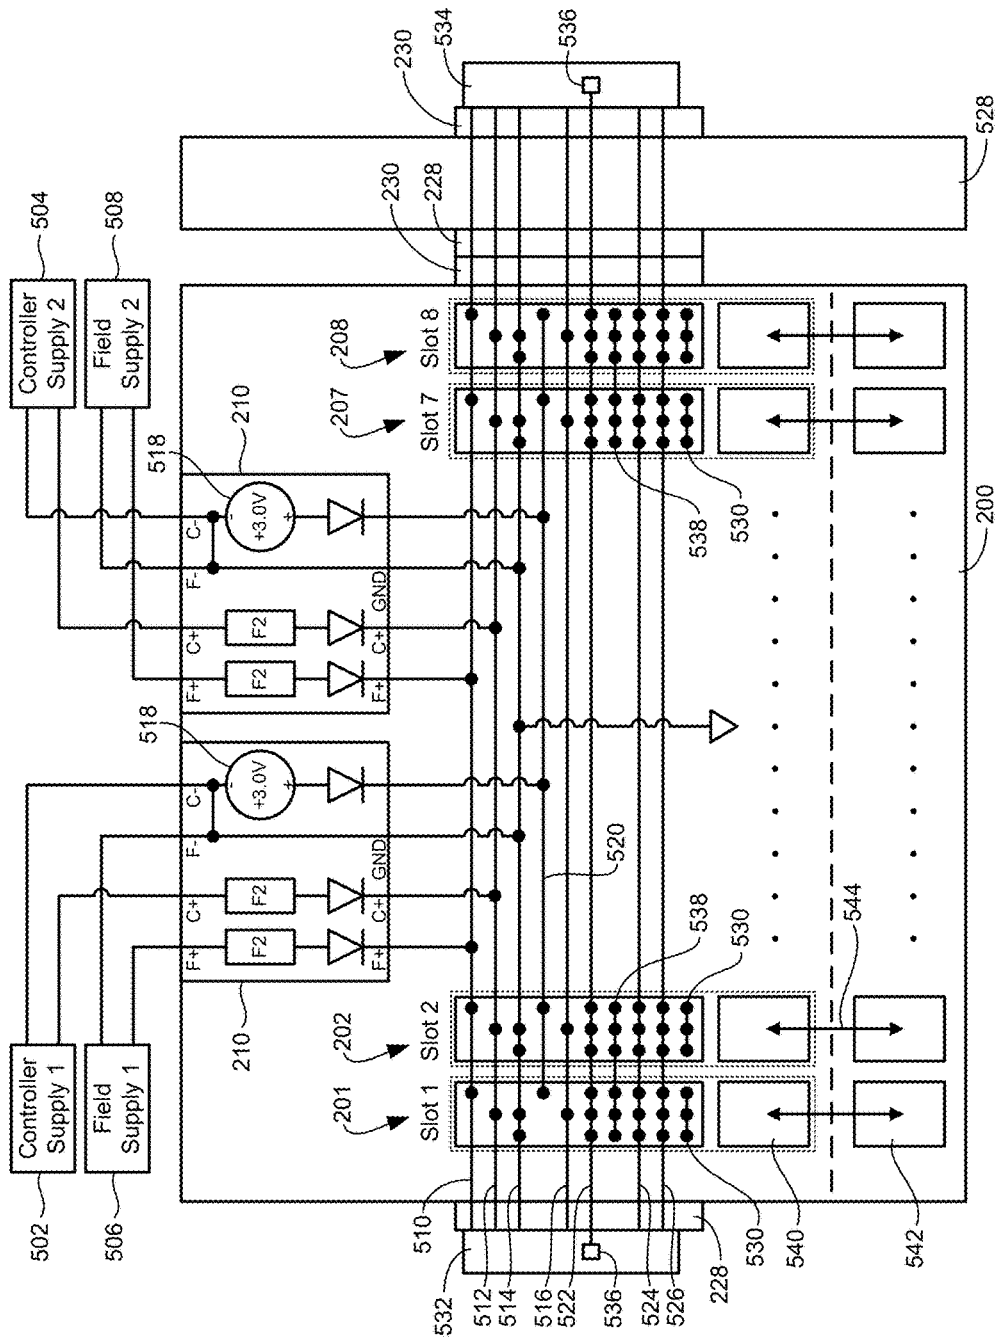 502
Controller
Supply 1
Controller
Supply 2
504
506
Field
Supply 1
Field
Supply 2
508
518
518
F+ C+ F- C-
F+ C+ F- C-
210
210
F2 F2
- +3.0V +
F2 F2
- +3.0V +
201
202
207
208
F+ C+ GND
F+ C+ GND
Slot 1
Slot 2
Slot 7
Slot 8
230
230
228
534
536
510
532
512
514
516
522
536
520
524
526
538
538
228
530
530
530
540
544
542
200
528